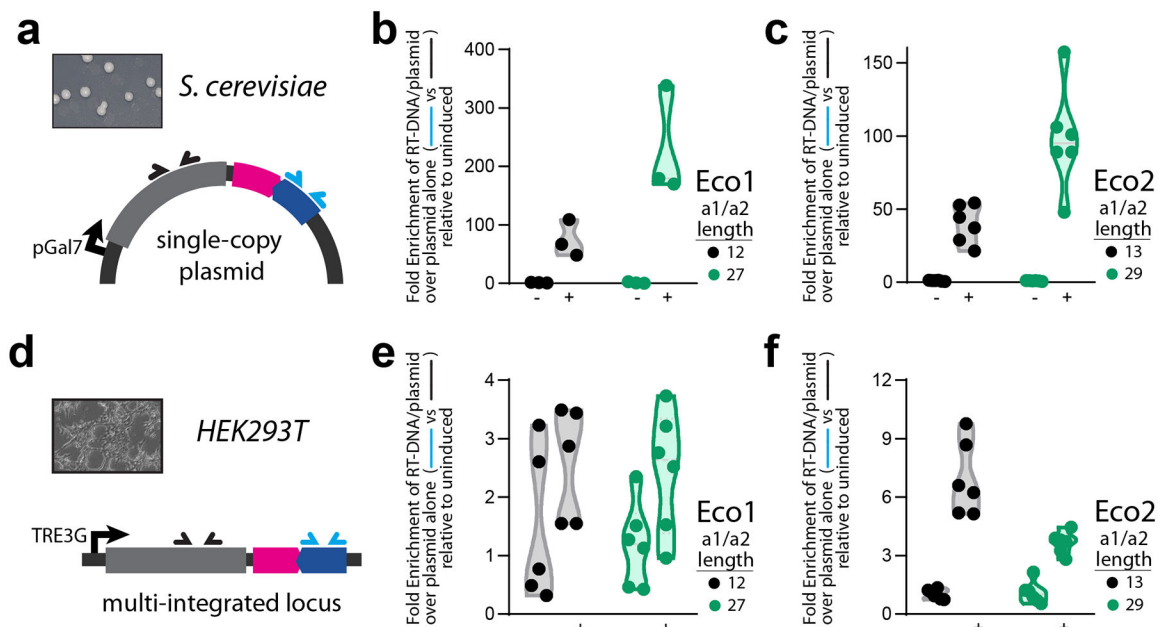 a
S. cerevisiae
pGal7
single-copy
plasmid
b
Fold Enrichment of RT-DNA/plasmid
over plasmid alone ( vs )
relative to uninduced
400
300
200
100
0
- + - +
Eco1
a1/a2
length
12
27
c
Fold Enrichment of RT-DNA/plasmid
over plasmid alone ( vs )
relative to uninduced
150
100
50
0
- + - +
Eco2
a1/a2
length
13
29
d
HEK293T
TRE3G
multi-integrated locus
e
Fold Enrichment of RT-DNA/plasmid
over plasmid alone ( vs )
relative to uninduced
4
3
2
1
0
Eco1
a1/a2
length
12
27
f
Fold Enrichment of RT-DNA/plasmid
over plasmid alone ( vs )
relative to uninduced
12
9
6
3
0
Eco2
a1/a2
length
13
29